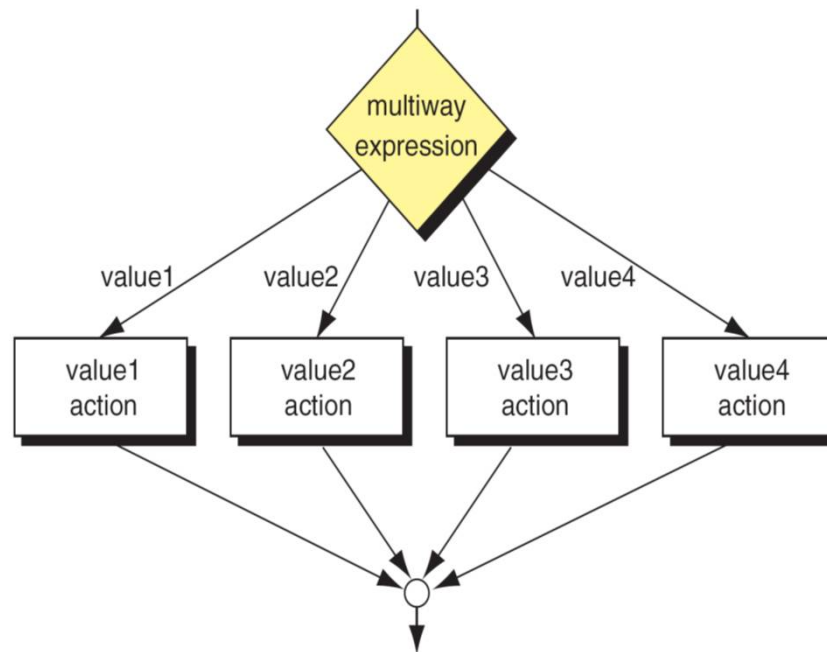 multiway
expression
value1
value2
value3
value4
value1
action
value2
action
value3
action
value4
action